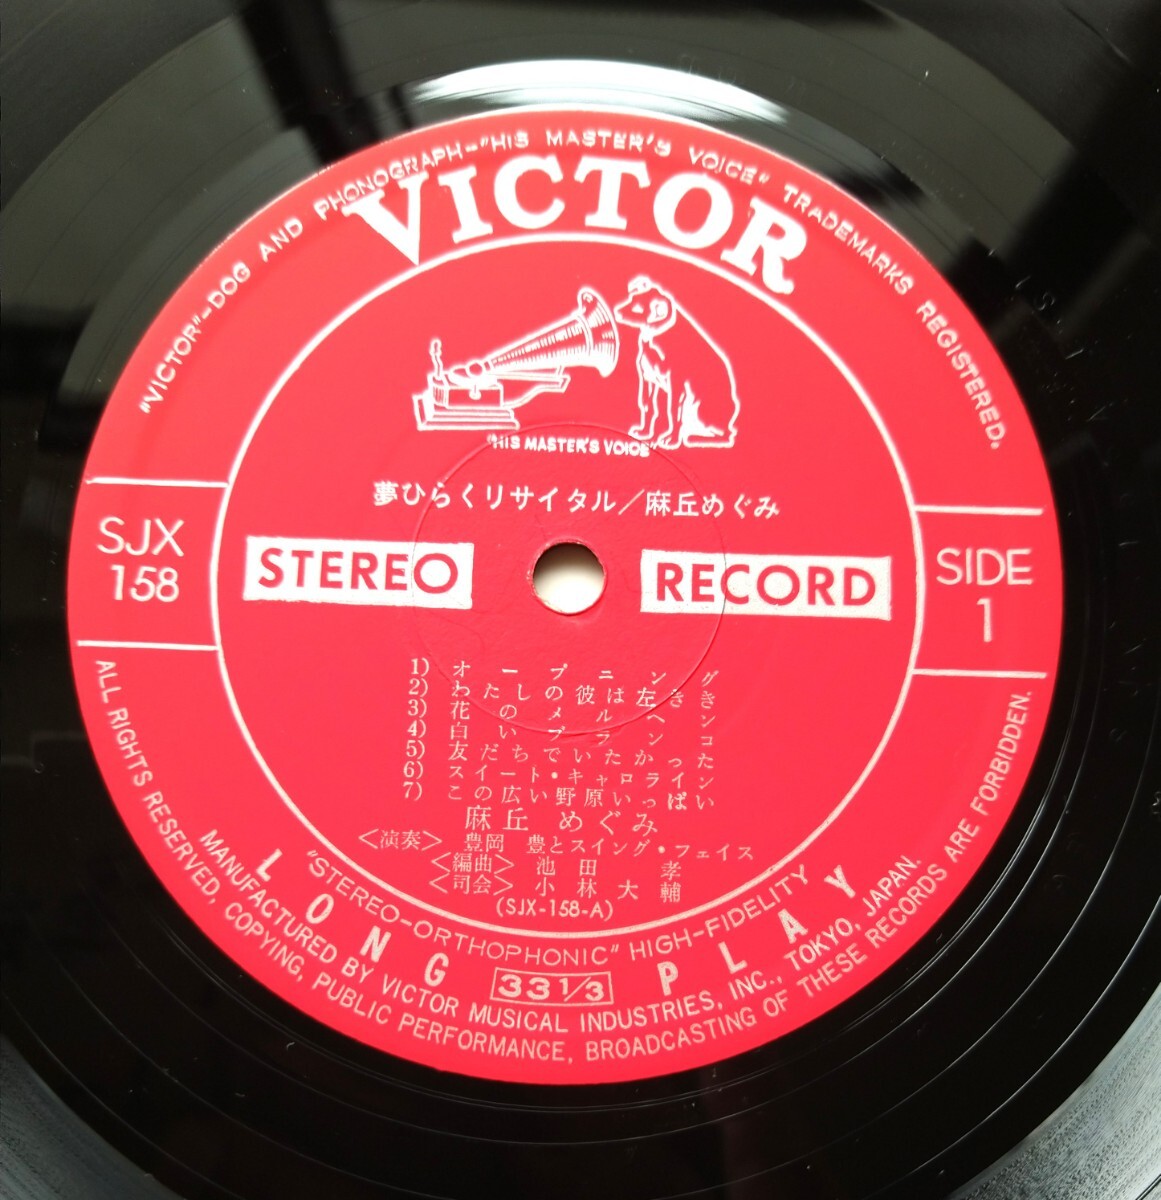 "VICTOR"–DOG AND PHONOGRAPH–"HIS MASTER'S VOICE" TRADEMARKS REGISTERED.
VICTOR
"HIS MASTER'S VOICE"
夢ひらくリサイタル/麻丘めぐみ
SJX
158
STEREO
RECORD
SIDE
1
1) オープニング
2) わたしの彼は左きき
3) 花のメルヘン
4) 白いブランコ
5) 友だちでいたかった
6) スイート・キャロライン
7) この広い野原いっぱい
麻丘 めぐみ
<演奏> 豊岡 豊とスイング・フェイス
<編曲> 池田 孝
<司会> 小林大輔
(SJX-158-A)
"STEREO–ORTHOPHONIC" HIGH–FIDELITY
LONG PLAY
33 1/3
MANUFACTURED BY VICTOR MUSICAL INDUSTRIES, INC., TOKYO, JAPAN.
ALL RIGHTS RESERVED, COPYING, PUBLIC PERFORMANCE, BROADCASTING OF THESE RECORDS ARE FORBIDDEN.